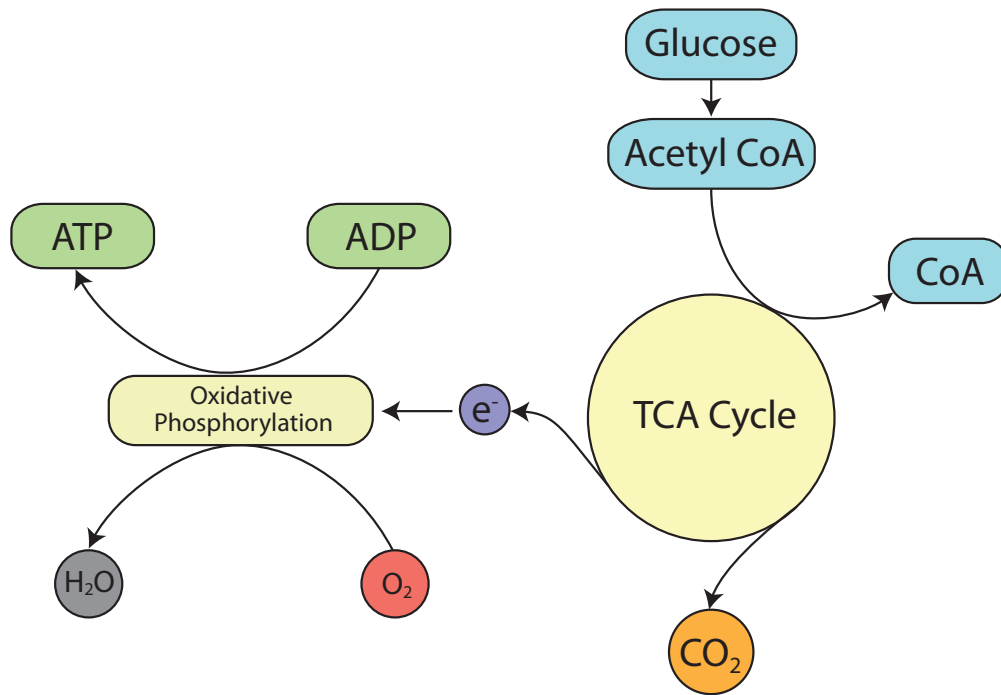 Glucose
Acetyl CoA
ATP
ADP
CoA
Oxidative
Phosphorylation
e⁻
TCA Cycle
H₂O
O₂
CO₂